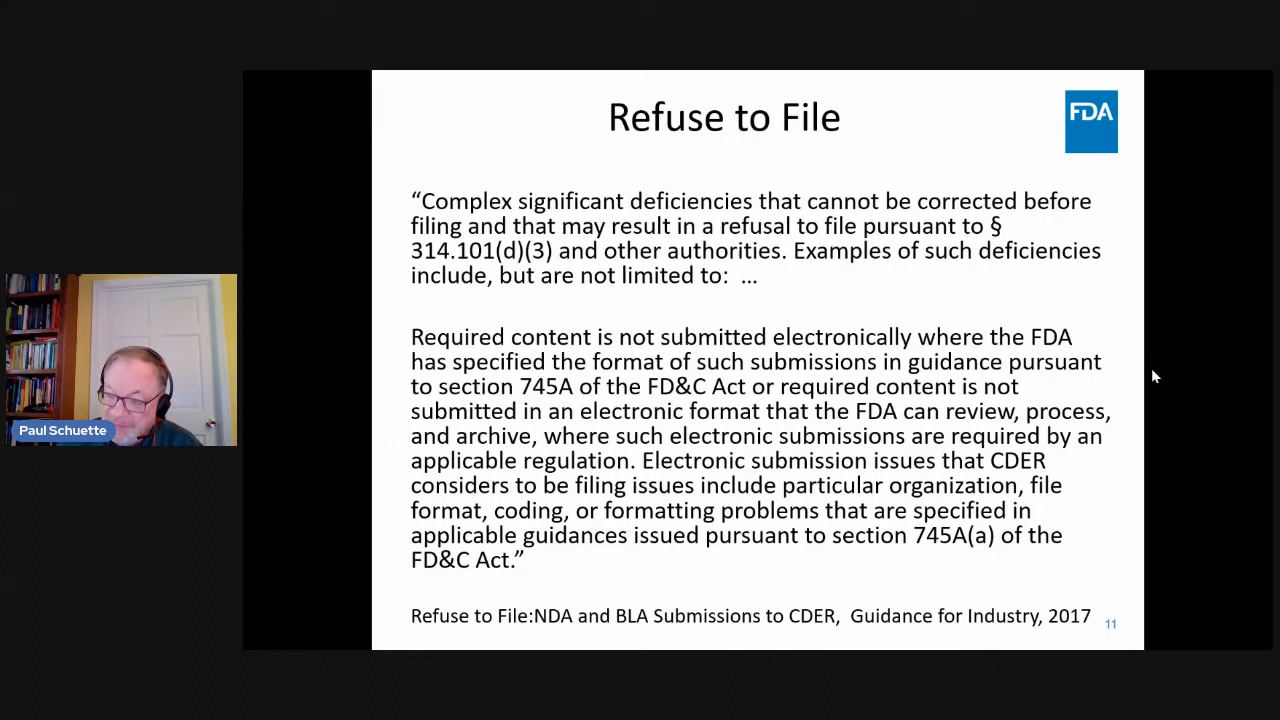 Refuse to File
FDA
“Complex significant deficiencies that cannot be corrected before
filing and that may result in a refusal to file pursuant to §
314.101(d)(3) and other authorities. Examples of such deficiencies
include, but are not limited to:  …
Required content is not submitted electronically where the FDA
has specified the format of such submissions in guidance pursuant
to section 745A of the FD&C Act or required content is not
submitted in an electronic format that the FDA can review, process,
and archive, where such electronic submissions are required by an
applicable regulation. Electronic submission issues that CDER
considers to be filing issues include particular organization, file
format, coding, or formatting problems that are specified in
applicable guidances issued pursuant to section 745A(a) of the
FD&C Act.”
Refuse to File:NDA and BLA Submissions to CDER,  Guidance for Industry, 2017
11
Paul Schuette